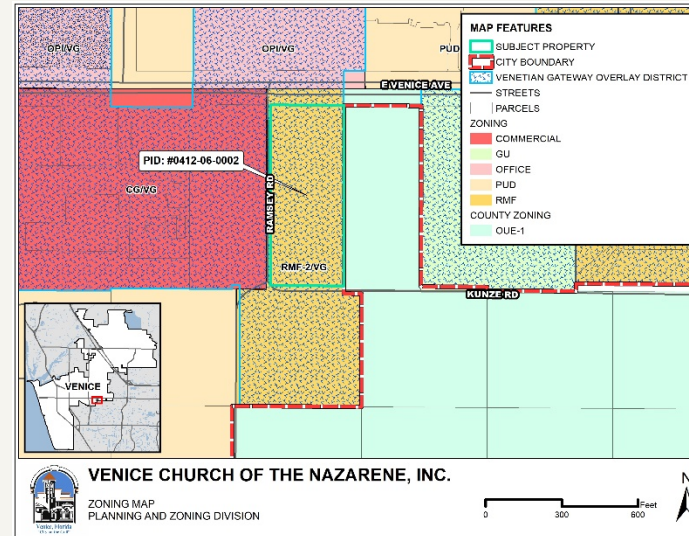 OPI/VG
OPI/VG
PUD
E VENICE AVE
PID: #0412-06-0002
CG/VG
RAMSEY RD
RMF-2/VG
KUNZE RD
MAP FEATURES
SUBJECT PROPERTY
CITY BOUNDARY
VENETIAN GATEWAY OVERLAY DISTRICT
STREETS
PARCELS
ZONING
COMMERCIAL
GU
OFFICE
PUD
RMF
COUNTY ZONING
OUE-1
VENICE
VENICE CHURCH OF THE NAZARENE, INC.
ZONING MAP
PLANNING AND ZONING DIVISION
Venice, Florida
Feet
0 300 600
N